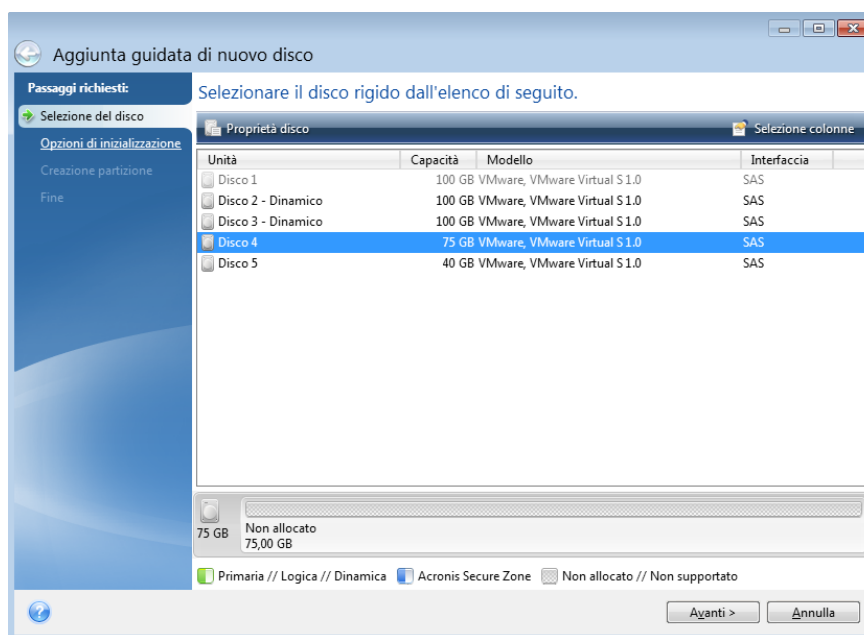 Aggiunta guidata di nuovo disco
Passaggi richiesti:
Selezione del disco
Opzioni di inizializzazione
Creazione partizione
Fine
Selezionare il disco rigido dall'elenco di seguito.
Proprietà disco Selezione colonne
Unità Capacità Modello Interfaccia
Disco 1 100 GB VMware, VMware Virtual S 1.0 SAS
Disco 2 - Dinamico 100 GB VMware, VMware Virtual S 1.0 SAS
Disco 3 - Dinamico 100 GB VMware, VMware Virtual S 1.0 SAS
Disco 4 75 GB VMware, VMware Virtual S 1.0 SAS
Disco 5 40 GB VMware, VMware Virtual S 1.0 SAS
75 GB Non allocato
75,00 GB
Primaria // Logica // Dinamica Acronis Secure Zone Non allocato // Non supportato
? Avanti > Annulla